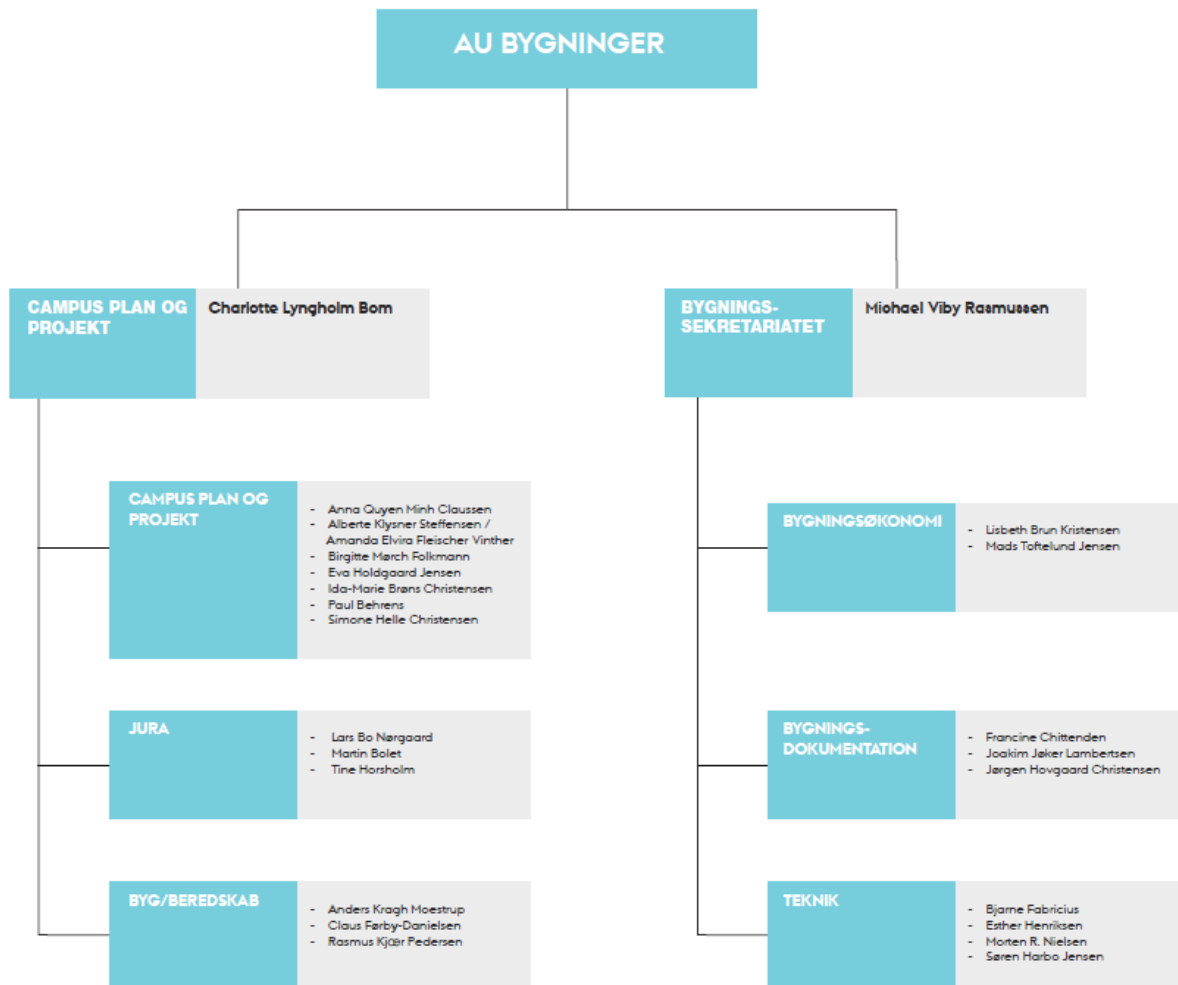 AU BYGNINGER
CAMPUS PLAN OG
PROJEKT
Charlotte Lyngholm Bom
CAMPUS PLAN OG
PROJEKT
- Anna Quyen Minh Claussen
- Alberte Klysner Steffensen /
Amanda Elvira Fleischer Vinther
- Birgitte Mørch Folkmann
- Eva Holdgaard Jensen
- Ida-Marie Brøns Christensen
- Paul Behrens
- Simone Helle Christensen
JURA
- Lars Bo Nørgaard
- Martin Bolet
- Tine Horsholm
BYG/BEREDSKAB
- Anders Kragh Moestrup
- Claus Førby-Danielsen
- Rasmus Kjær Pedersen
BYGNINGS-
SEKRETARIATET
Michael Viby Rasmussen
BYGNINGSØKONOMI
- Lisbeth Brun Kristensen
- Mads Toftelund Jensen
BYGNINGS-
DOKUMENTATION
- Francine Chittenden
- Joakim Jøker Lambertsen
- Jørgen Hovgaard Christensen
TEKNIK
- Bjarne Fabricius
- Esther Henriksen
- Morten R. Nielsen
- Søren Harbo Jensen